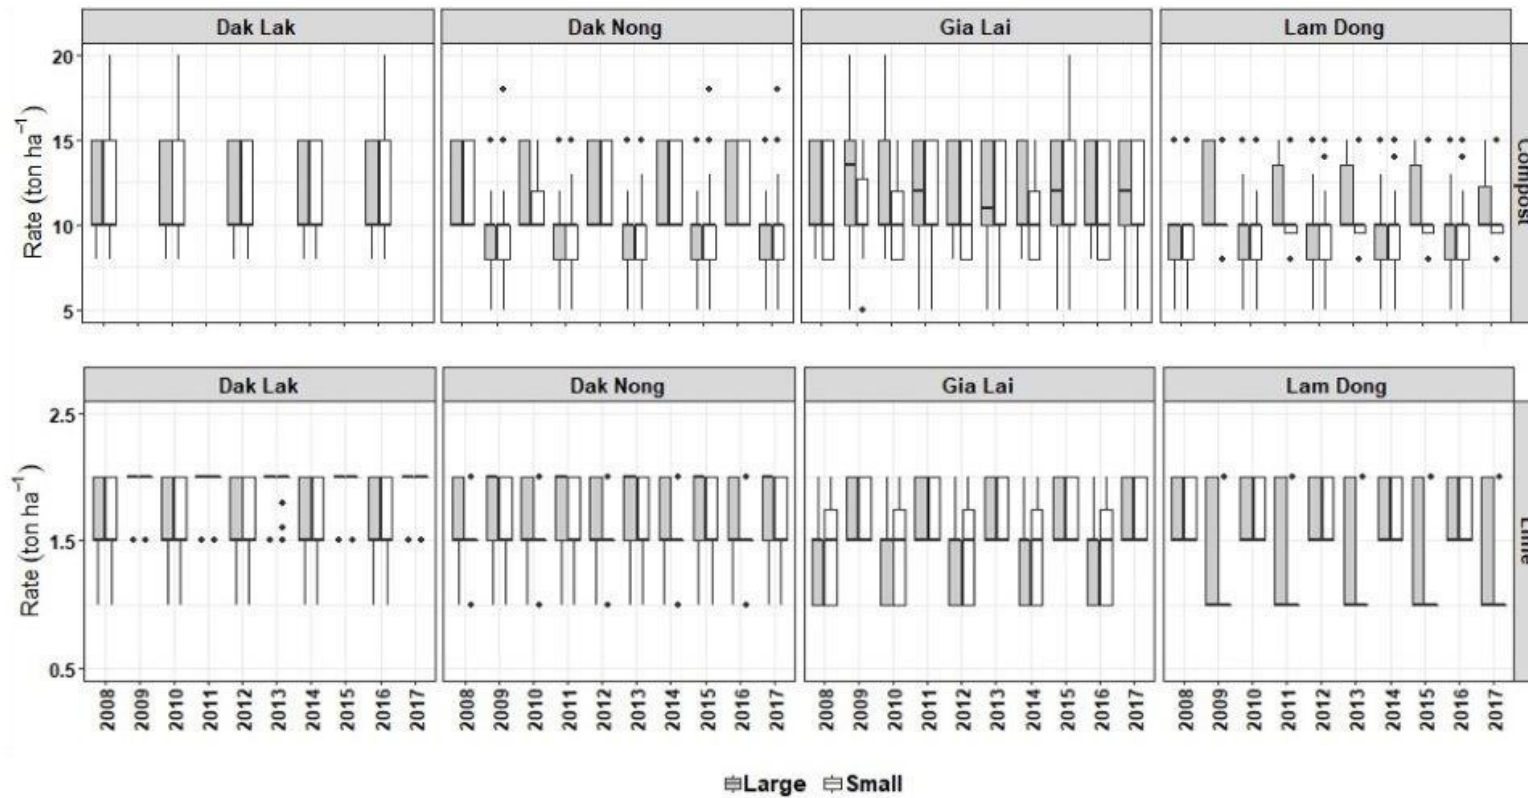 Dak Lak Dak Nong Gia Lai Lam Dong
20
15
10
5
Rate (ton ha⁻¹)
Compost
Dak Lak Dak Nong Gia Lai Lam Dong
2.5
1.5
0.5
Rate (ton ha⁻¹)
Lime
2008 2009 2010 2011 2012 2013 2014 2015 2016 2017 2008 2009 2010 2011 2012 2013 2014 2015 2016 2017 2008 2009 2010 2011 2012 2013 2014 2015 2016 2017 2008 2009 2010 2011 2012 2013 2014 2015 2016 2017
Large Small